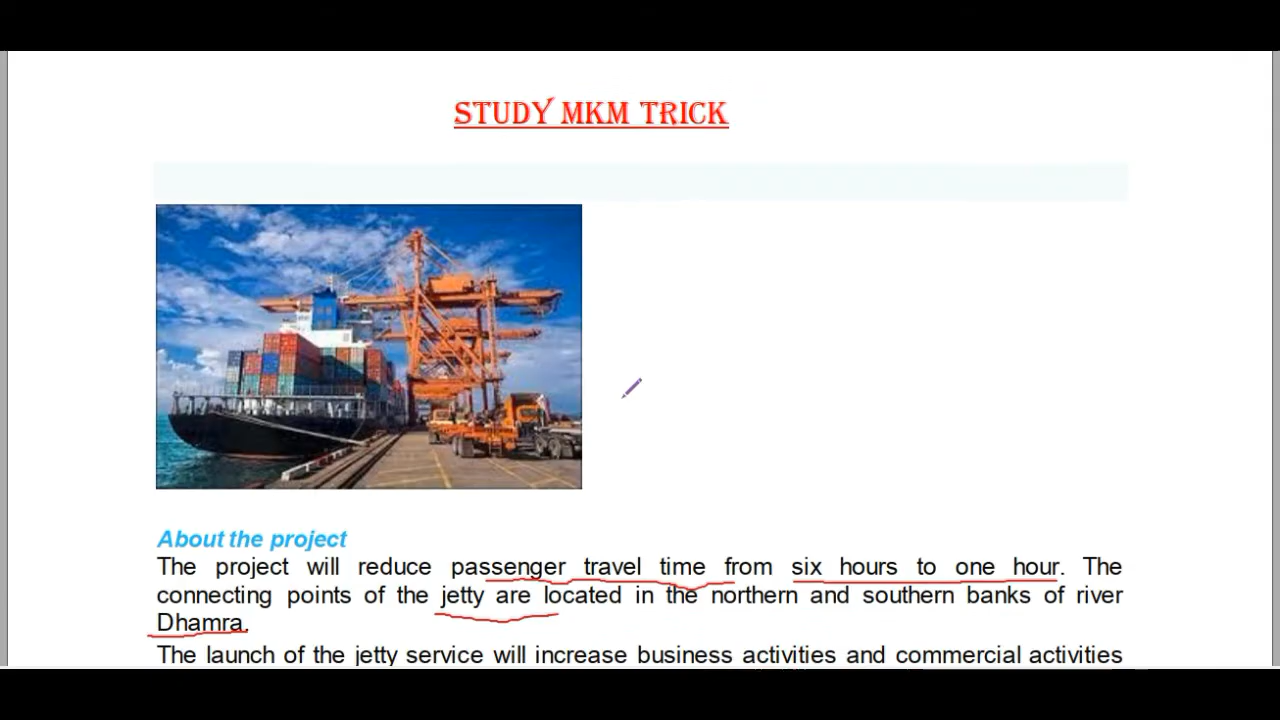 STUDY MKM TRICK
About the project
The project will reduce passenger travel time from six hours to one hour. The
connecting points of the jetty are located in the northern and southern banks of river
Dhamra.
The launch of the jetty service will increase business activities and commercial activities